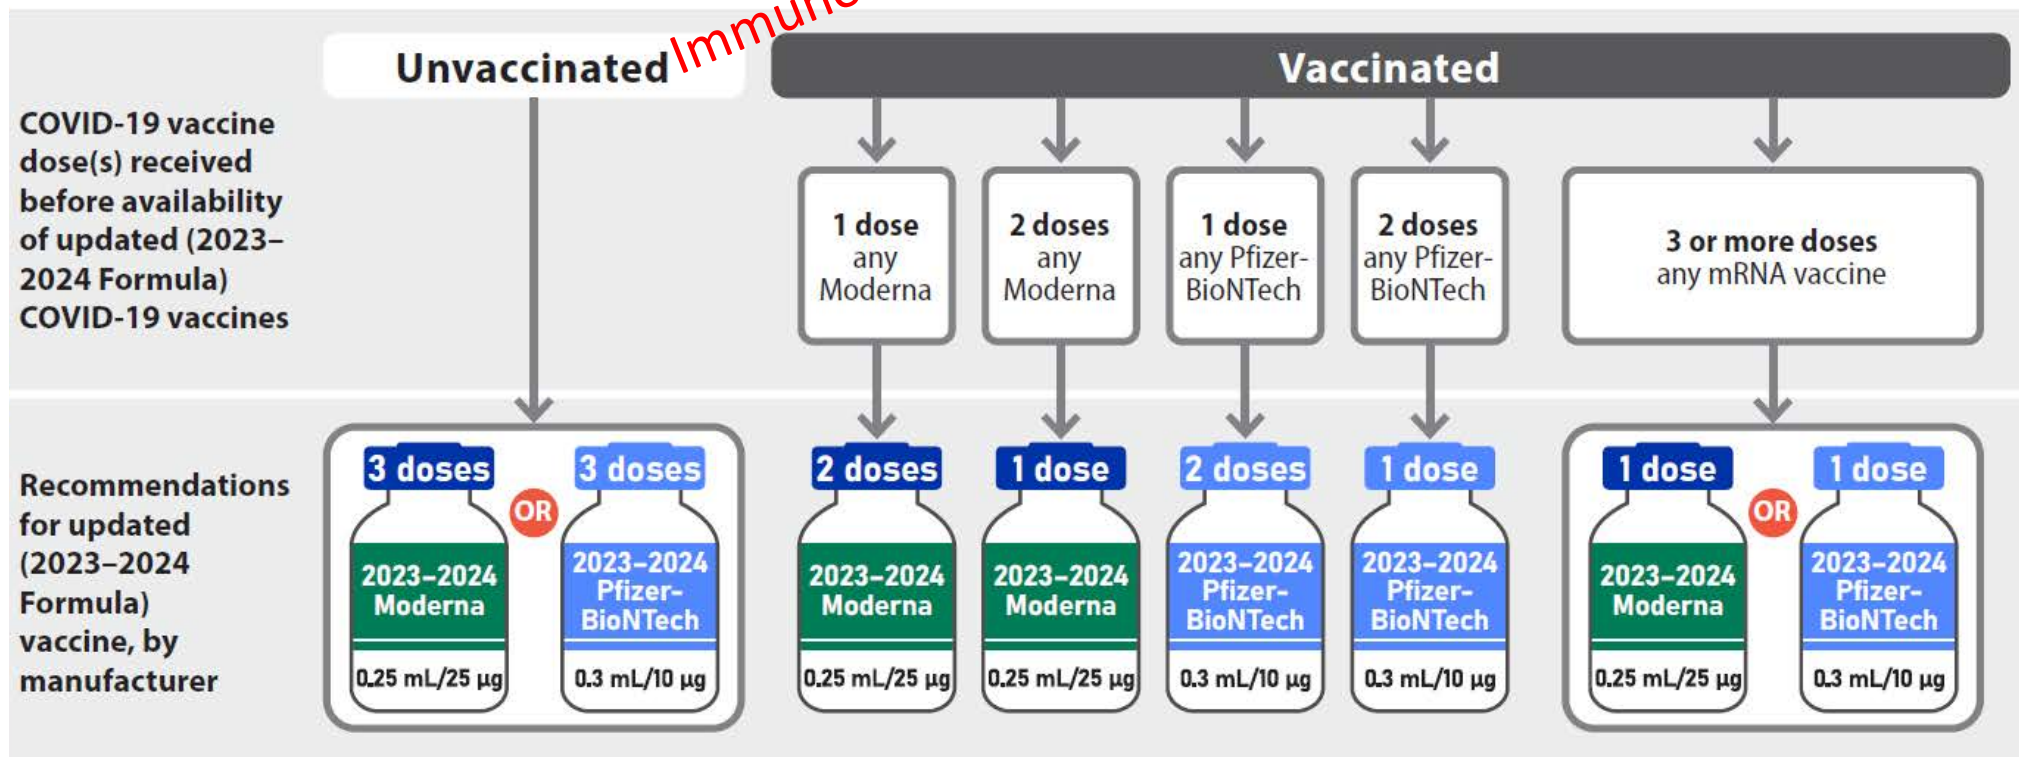 Unvaccinated
Vaccinated
COVID-19 vaccine
dose(s) received
before availability
of updated (2023–
2024 Formula)
COVID-19 vaccines
1 dose
any
Moderna
2 doses
any
Moderna
1 dose
any Pfizer-
BioNTech
2 doses
any Pfizer-
BioNTech
3 or more doses
any mRNA vaccine
Recommendations
for updated
(2023–2024
Formula)
vaccine, by
manufacturer
3 doses
2023–2024
Moderna
0.25 mL/25 µg
OR
3 doses
2023–2024
Pfizer-
BioNTech
0.3 mL/10 µg
2 doses
2023–2024
Moderna
0.25 mL/25 µg
1 dose
2023–2024
Moderna
0.25 mL/25 µg
2 doses
2023–2024
Pfizer-
BioNTech
0.3 mL/10 µg
1 dose
2023–2024
Pfizer-
BioNTech
0.3 mL/10 µg
1 dose
2023–2024
Moderna
0.25 mL/25 µg
OR
1 dose
2023–2024
Pfizer-
BioNTech
0.3 mL/10 µg